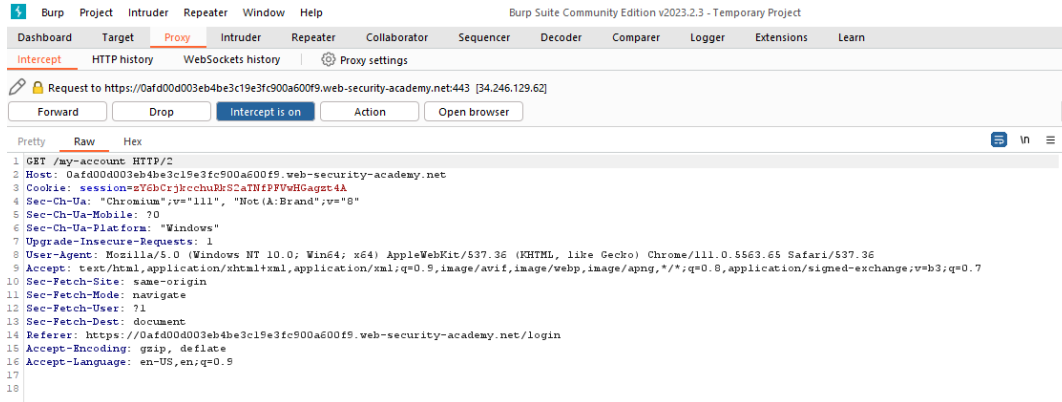 Burp Project Intruder Repeater Window Help Burp Suite Community Edition v2023.2.3 - Temporary Project
Dashboard Target Proxy Intruder Repeater Collaborator Sequencer Decoder Comparer Logger Extensions Learn
Intercept HTTP history WebSockets history Proxy settings
Request to https://0afd00d003eb4be3c19e3fc900a600f9.web-security-academy.net:443 [34.246.129.62]
Forward Drop Intercept is on Action Open browser
Pretty Raw Hex \n
1 GET /my-account HTTP/2
2 Host: 0afd00d003eb4be3c19e3fc900a600f9.web-security-academy.net
3 Cookie: session=zY6bCrjkcchuRkS2aTNfPFVwHGagzt4A
4 Sec-Ch-Ua: "Chromium";v="111", "Not(A:Brand";v="8"
5 Sec-Ch-Ua-Mobile: ?0
6 Sec-Ch-Ua-Platform: "Windows"
7 Upgrade-Insecure-Requests: 1
8 User-Agent: Mozilla/5.0 (Windows NT 10.0; Win64; x64) AppleWebKit/537.36 (KHTML, like Gecko) Chrome/111.0.5563.65 Safari/537.36
9 Accept: text/html,application/xhtml+xml,application/xml;q=0.9,image/avif,image/webp,image/apng,*/*;q=0.8,application/signed-exchange;v=b3;q=0.7
10 Sec-Fetch-Site: same-origin
11 Sec-Fetch-Mode: navigate
12 Sec-Fetch-User: ?1
13 Sec-Fetch-Dest: document
14 Referer: https://0afd00d003eb4be3c19e3fc900a600f9.web-security-academy.net/login
15 Accept-Encoding: gzip, deflate
16 Accept-Language: en-US,en;q=0.9
17
18